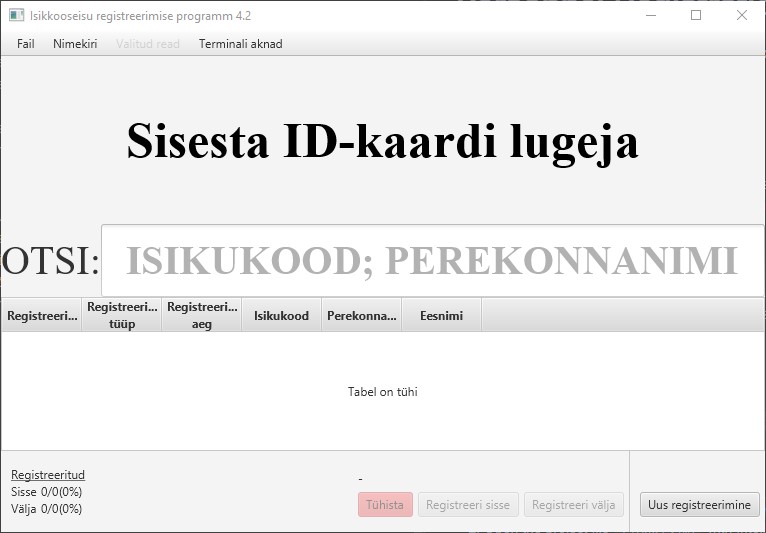 Isikkooseisu registreerimise programm 4.2
Fail Nimekiri Valitud read Terminali aknad
Sisesta ID-kaardi lugeja
OTSI: ISIKUKOOD; PEREKONNANIMI
Registreeri... Registreeri... tüüp Registreeri... aeg Isikukood Perekonna... Eesnimi
Tabel on tühi
Registreeritud
-
Sisse 0/0(0%)
Välja 0/0(0%)
Tühista Registreeri sisse Registreeri välja Uus registreerimine